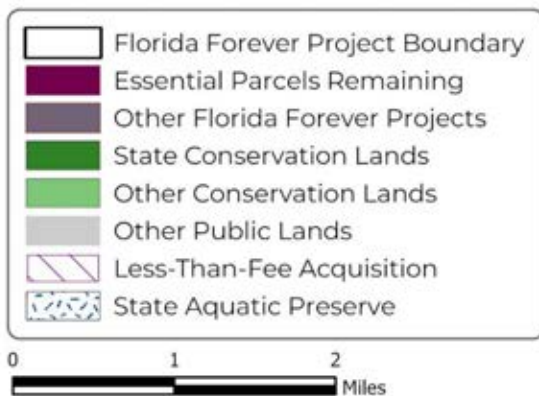 Florida Forever Project Boundary
Essential Parcels Remaining
Other Florida Forever Projects
State Conservation Lands
Other Conservation Lands
Other Public Lands
Less-Than-Fee Acquisition
State Aquatic Preserve
0 1 2
Miles